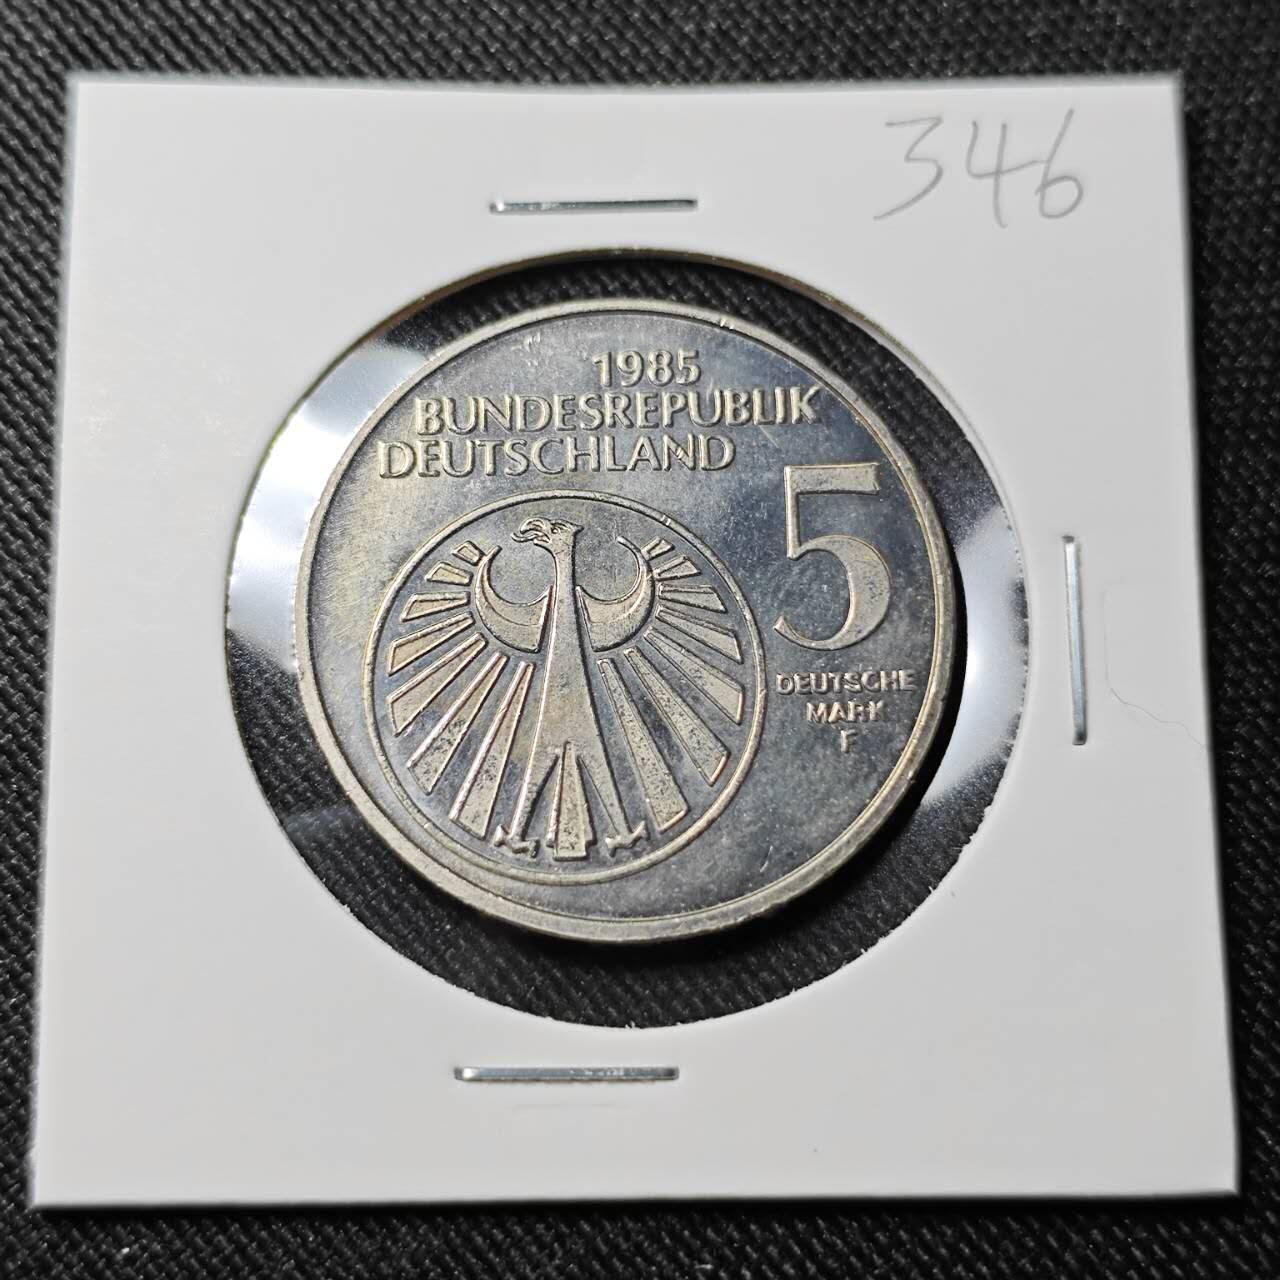 346
1985
BUNDESREPUBLIK
DEUTSCHLAND
5
DEUTSCHE
MARK
F